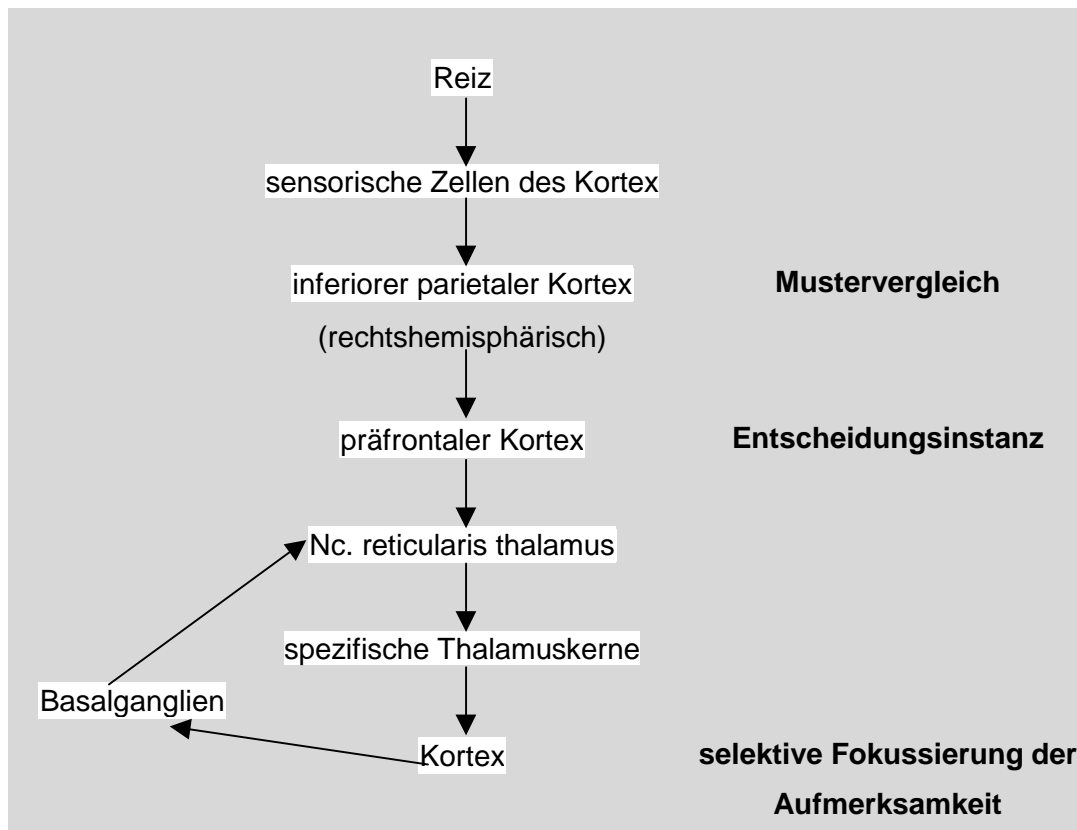 Reiz
sensorische Zellen des Kortex
inferiorer parietaler Kortex
Mustervergleich
(rechtshemisphärisch)
präfrontaler Kortex
Entscheidungsinstanz
Nc. reticularis thalamus
spezifische Thalamuskerne
Basalganglien
Kortex
selektive Fokussierung der
Aufmerksamkeit